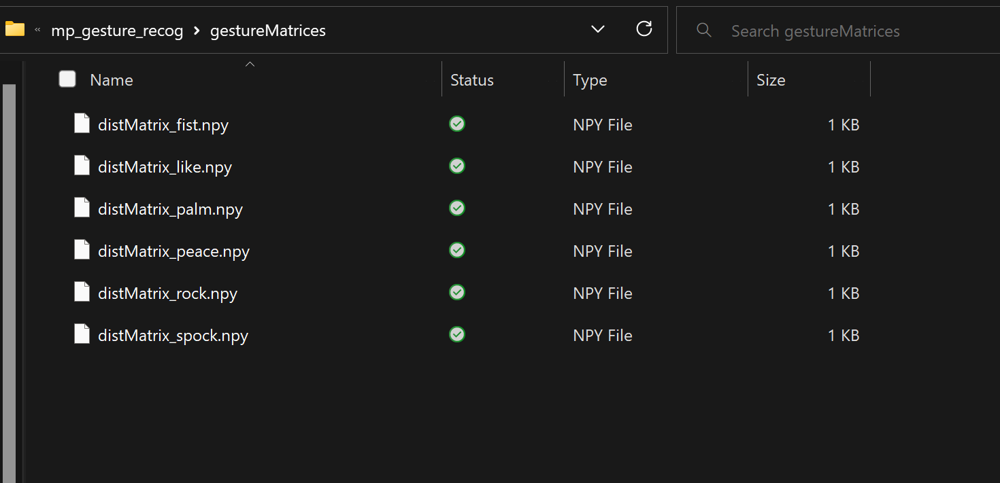 « mp_gesture_recog > gestureMatrices Search gestureMatrices
Name Status Type Size
distMatrix_fist.npy NPY File 1 KB
distMatrix_like.npy NPY File 1 KB
distMatrix_palm.npy NPY File 1 KB
distMatrix_peace.npy NPY File 1 KB
distMatrix_rock.npy NPY File 1 KB
distMatrix_spock.npy NPY File 1 KB